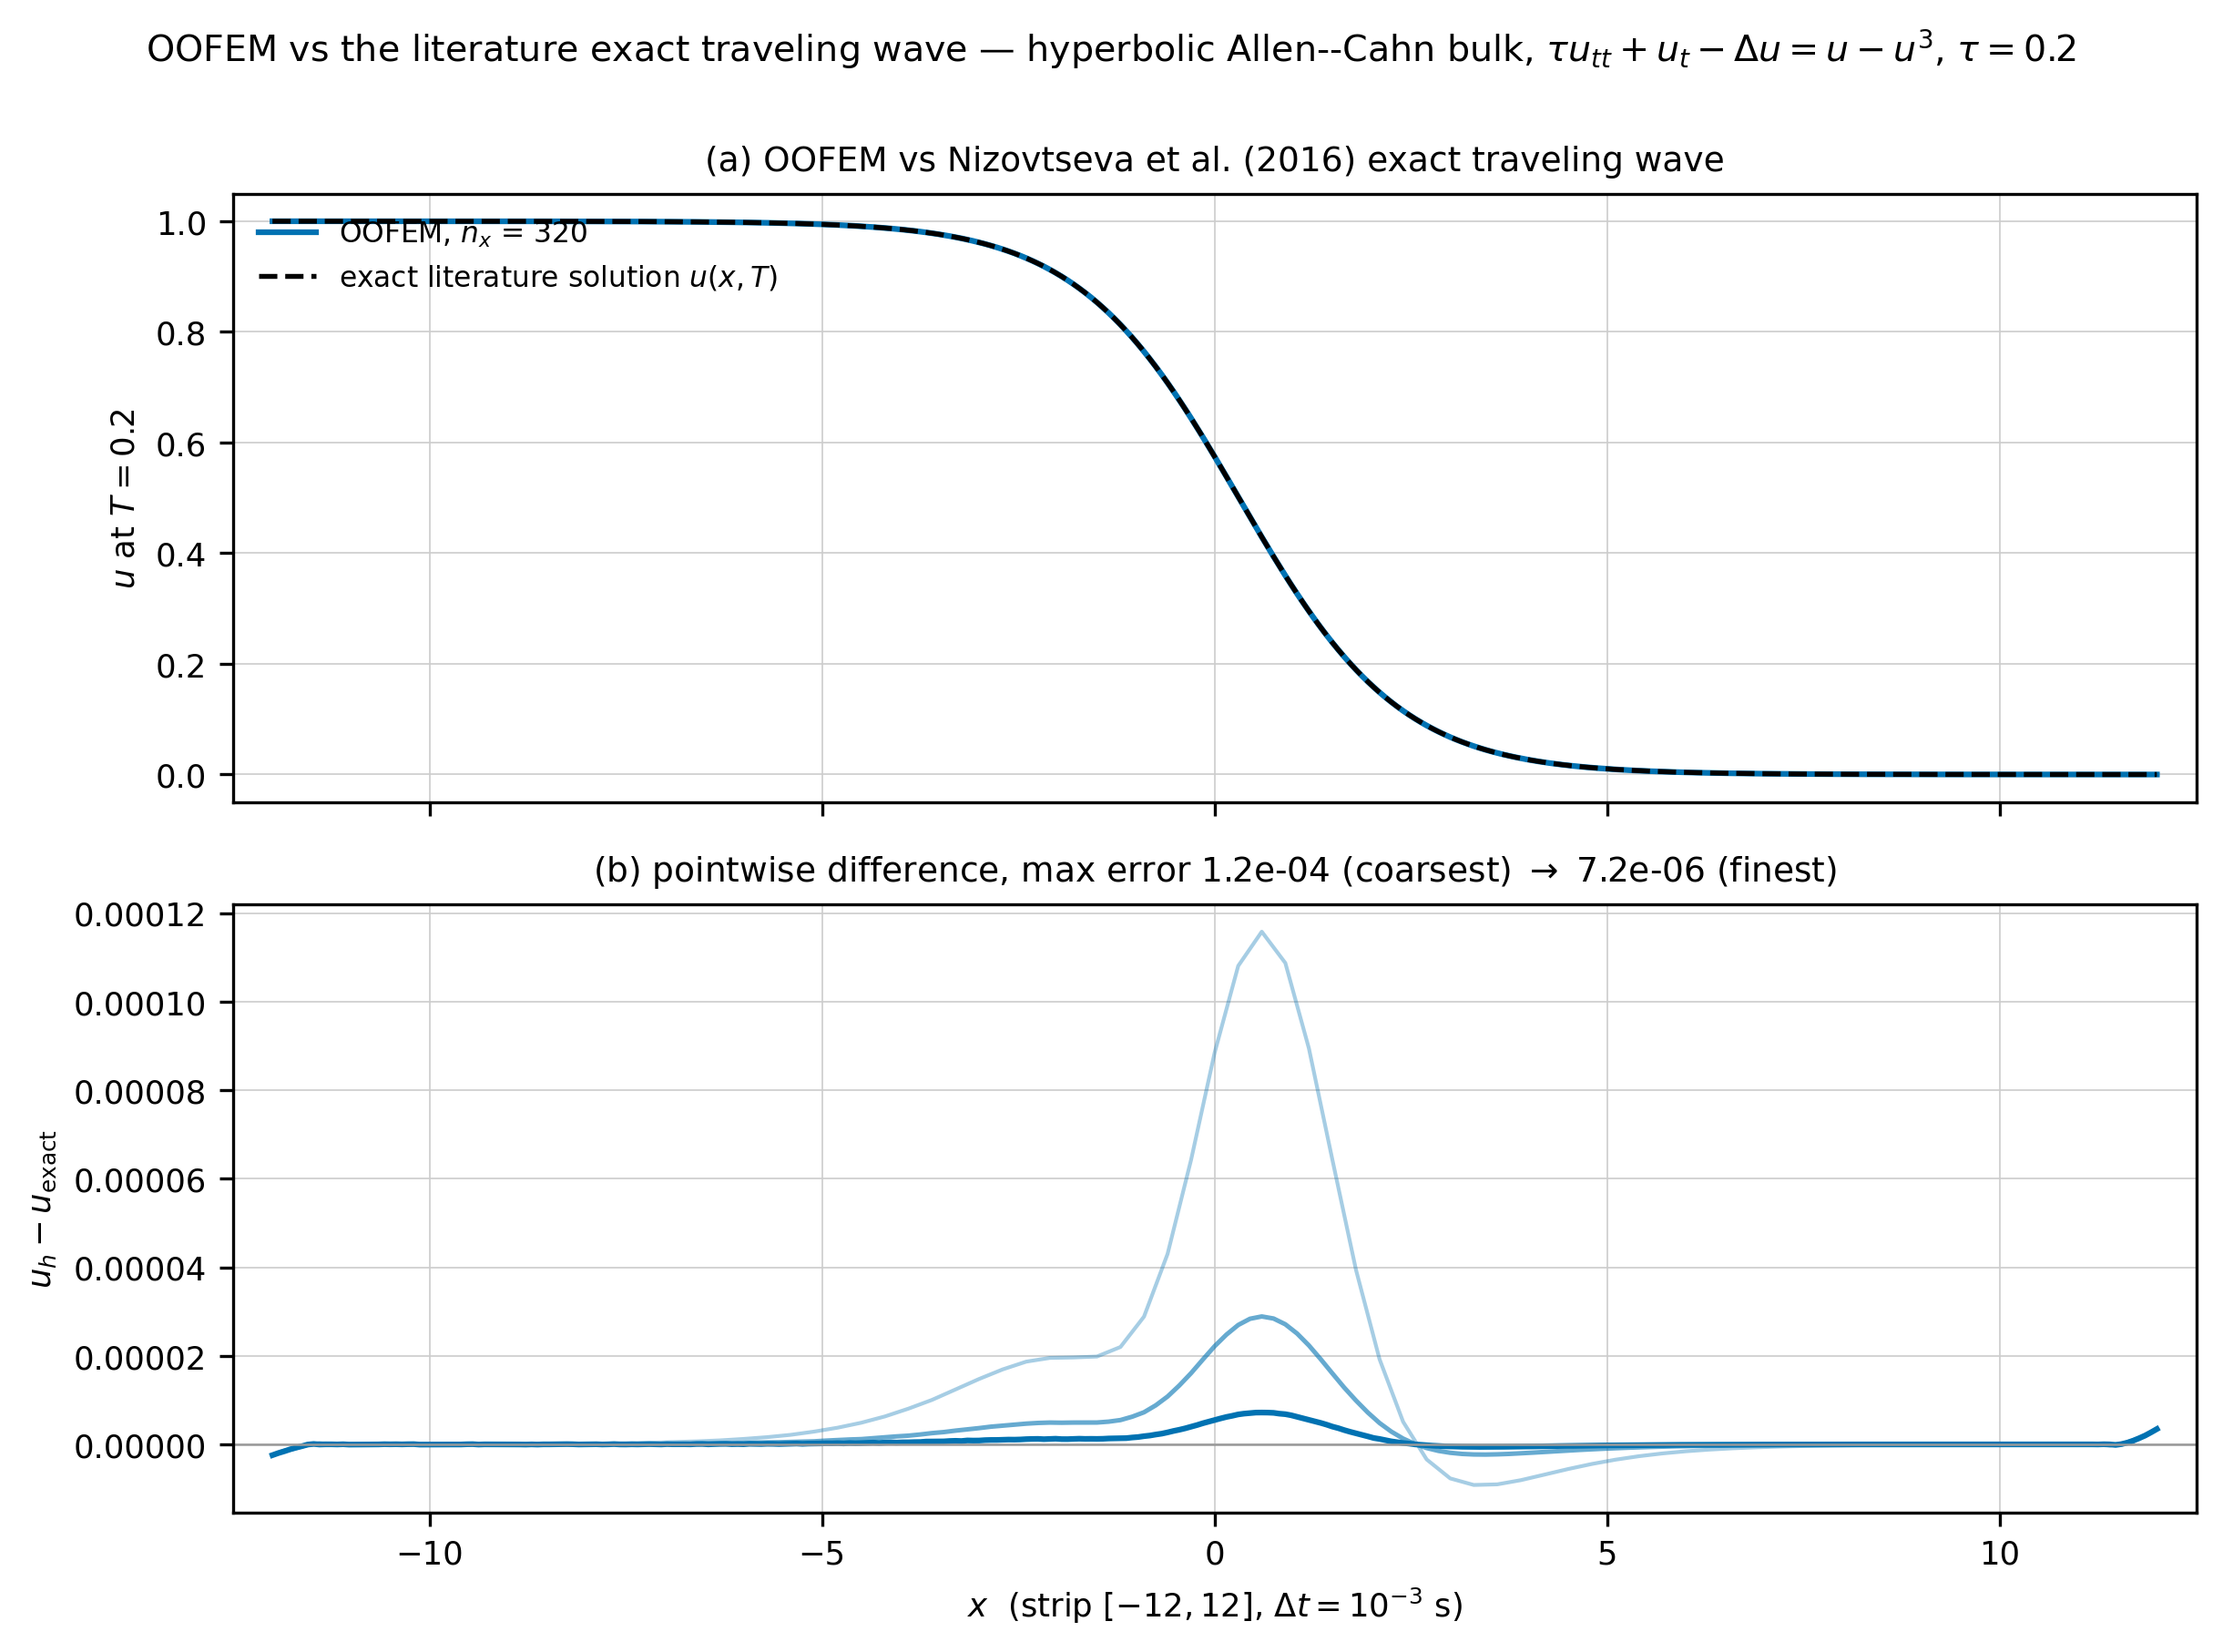 OOFEM vs the literature exact traveling wave — hyperbolic Allen--Cahn bulk, τu_tt + u_t − Δu = u − u³, τ = 0.2
(a) OOFEM vs Nizovtseva et al. (2016) exact traveling wave
1.0
0.8
0.6
0.4
0.2
0.0
u at T = 0.2
OOFEM, n_x = 320
exact literature solution u(x, T)
(b) pointwise difference, max error 1.2e-04 (coarsest) → 7.2e-06 (finest)
0.00012
0.00010
0.00008
0.00006
0.00004
0.00002
0.00000
u_h − u_exact
−10
−5
0
5
10
x (strip [−12, 12], Δt = 10⁻³ s)